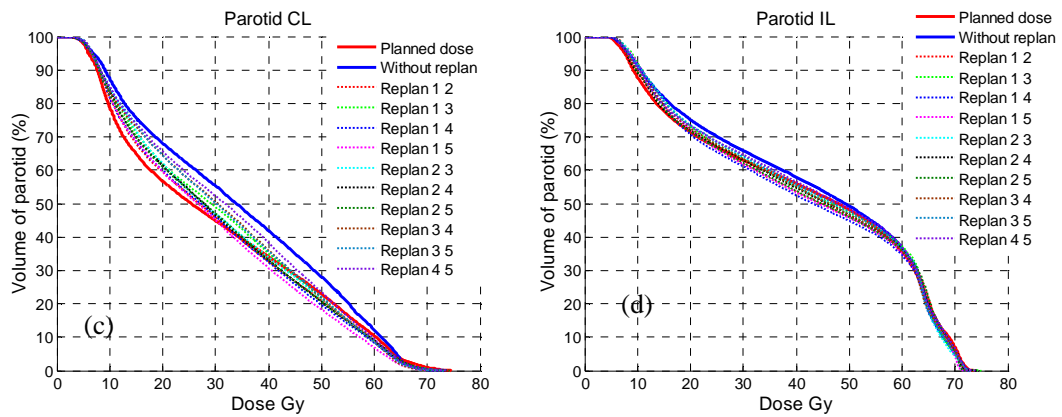 Parotid CL
Volume of parotid (%)
100
90
80
70
60
50
40
30
20
10
0
0 10 20 30 40 50 60 70 80
Dose Gy
(c)
Planned dose
Without replan
Replan 1 2
Replan 1 3
Replan 1 4
Replan 1 5
Replan 2 3
Replan 2 4
Replan 2 5
Replan 3 4
Replan 3 5
Replan 4 5
Parotid IL
Volume of parotid (%)
100
90
80
70
60
50
40
30
20
10
0
0 10 20 30 40 50 60 70 80
Dose Gy
(d)
Planned dose
Without replan
Replan 1 2
Replan 1 3
Replan 1 4
Replan 1 5
Replan 2 3
Replan 2 4
Replan 2 5
Replan 3 4
Replan 3 5
Replan 4 5